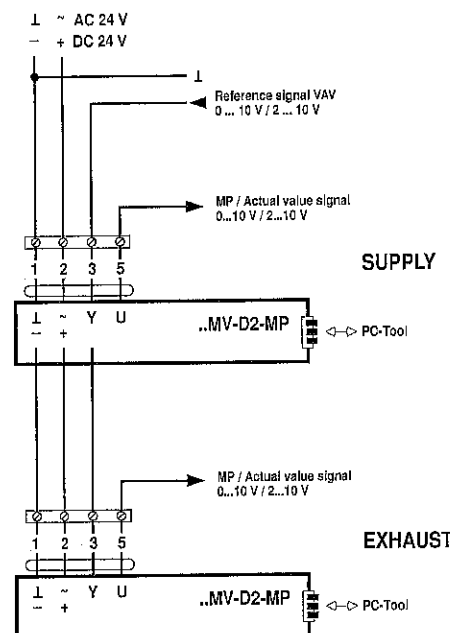 ⊥ ~ AC 24 V
− + DC 24 V
⊥
Reference signal VAV
0 ... 10 V / 2 ... 10 V
MP / Actual value signal
0...10 V / 2...10 V
1 2 3 5
SUPPLY
⊥ ~ Y U
− +
..MV-D2-MP
PC-Tool
MP / Actual value signal
0...10 V / 2...10 V
1 2 3 5
EXHAUST
⊥ ~ Y U
− +
..MV-D2-MP
PC-Tool